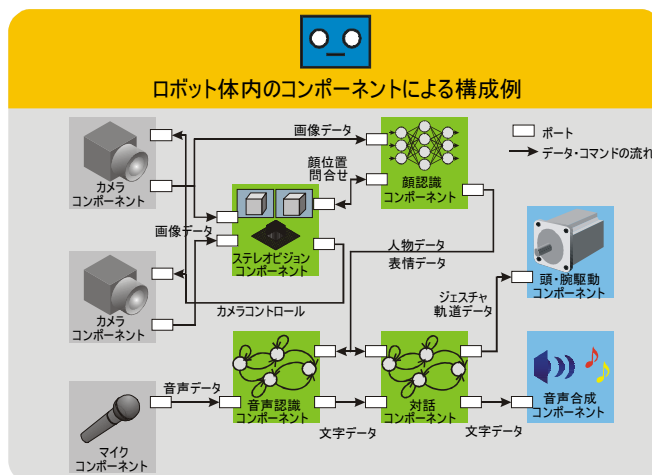 ロボット体内のコンポーネントによる構成例
画像データ
ポート
データ・コマンドの流れ
カメラ
コンポーネント
顔位置
問合せ
顔認識
コンポーネント
画像データ
ステレオビジョン
コンポーネント
人物データ
表情データ
頭・腕駆動
コンポーネント
カメラ
コンポーネント
カメラコントロール
ジェスチャ
軌道データ
音声データ
音声認識
コンポーネント
対話
コンポーネント
音声合成
コンポーネント
文字データ
文字データ
マイク
コンポーネント